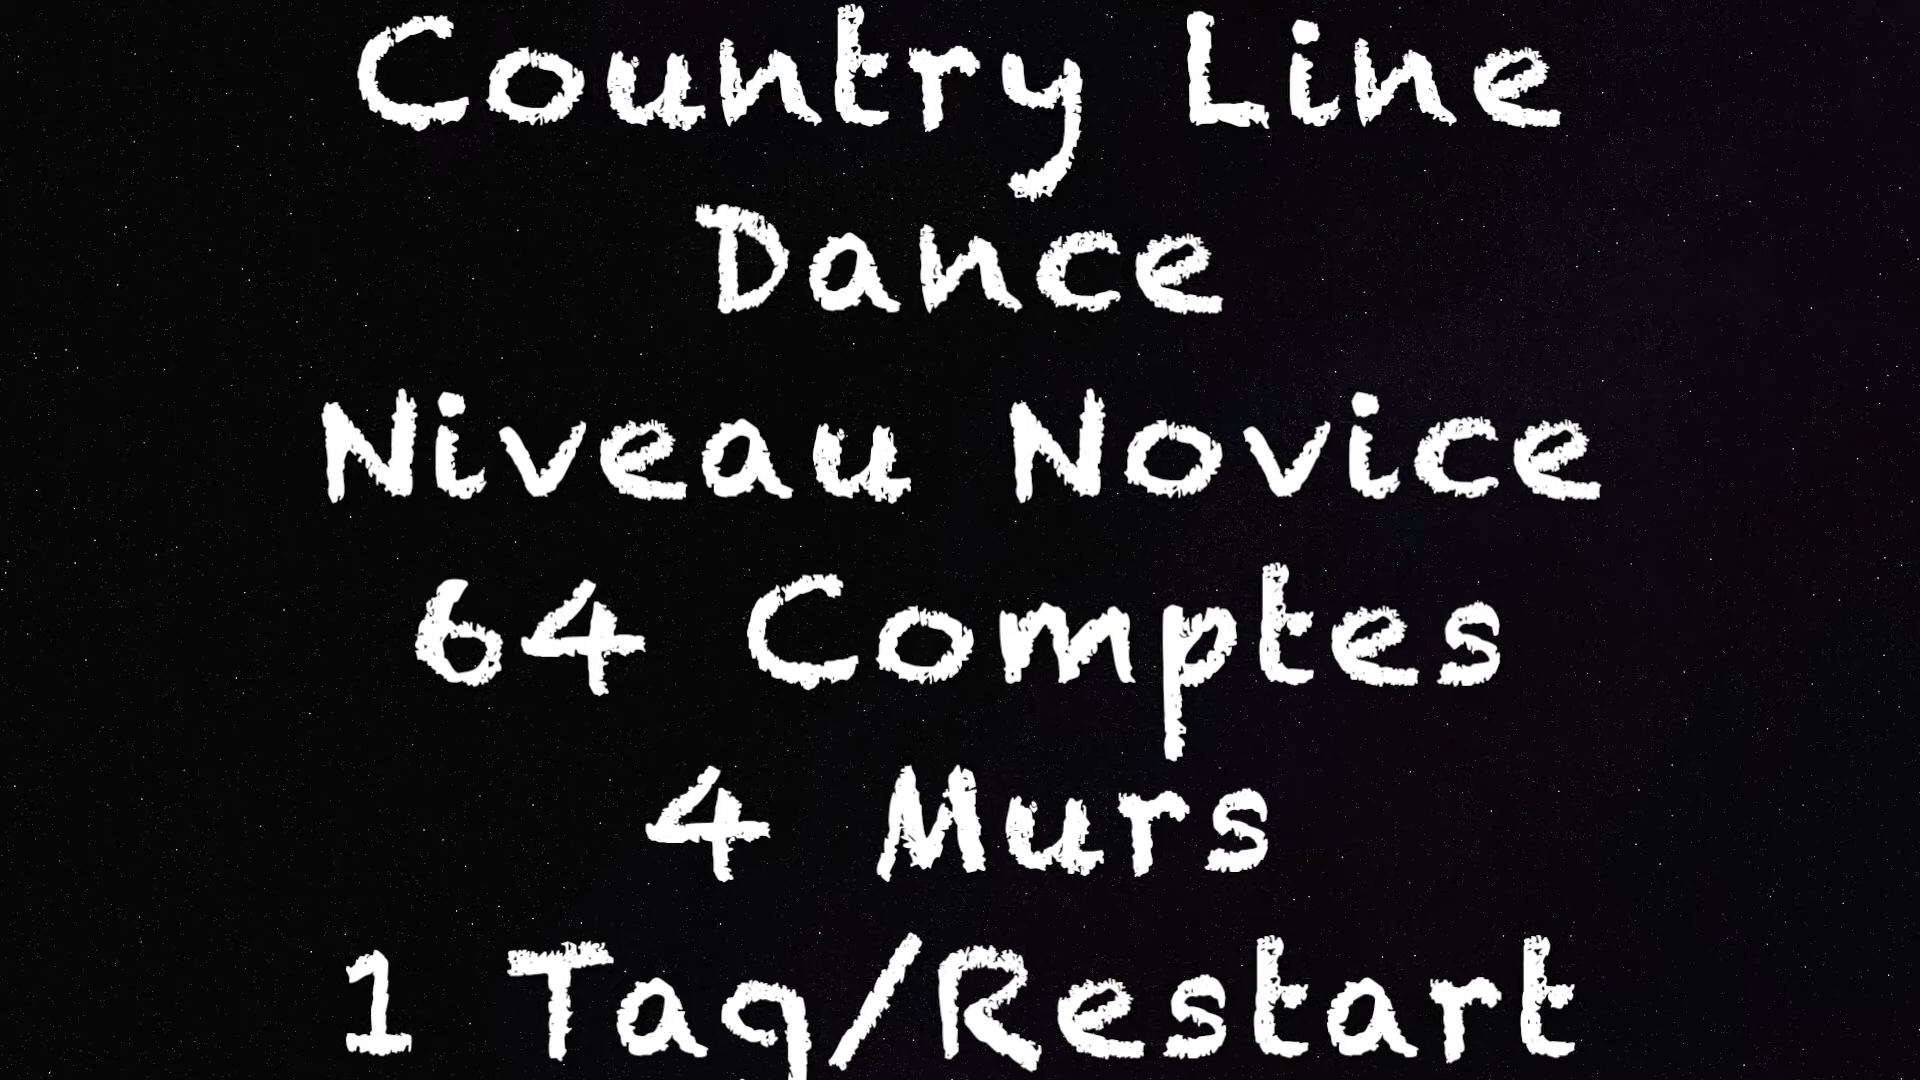 Country Line
Dance
Niveau Novice
64 Comptes
4 Murs
1 Tag/Restart